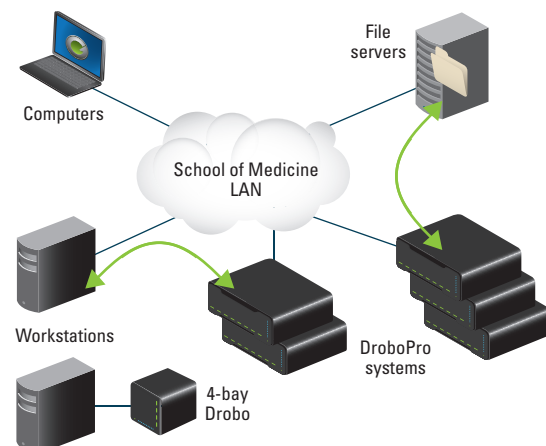 Computers
File
servers
School of Medicine
LAN
Workstations
DroboPro
systems
4-bay
Drobo